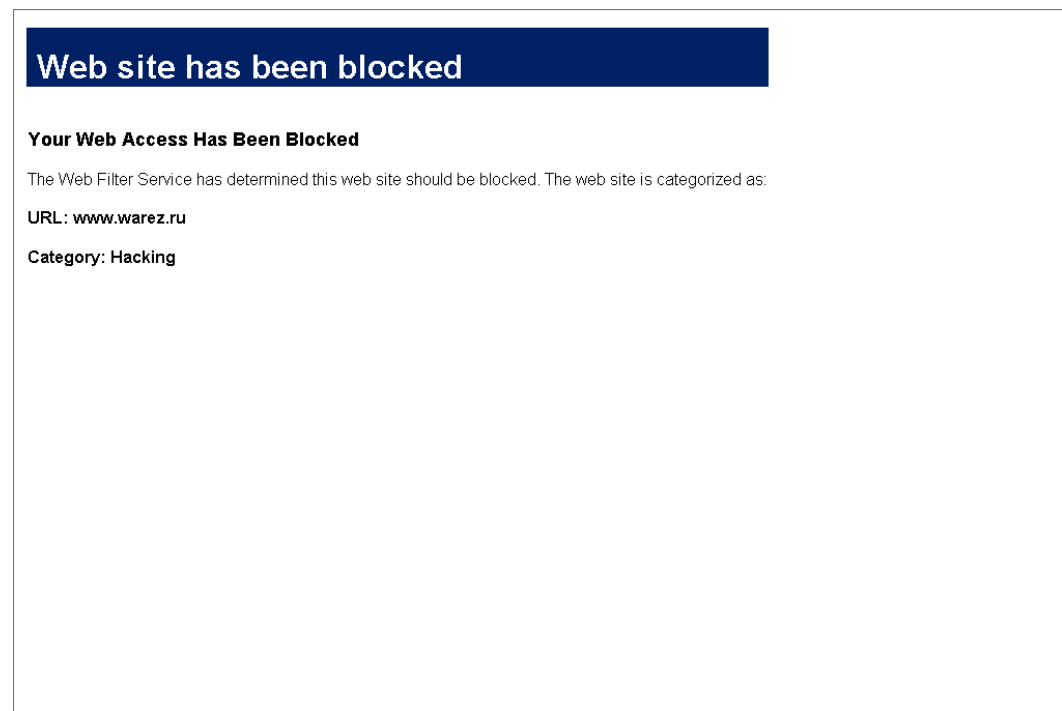 Web site has been blocked
Your Web Access Has Been Blocked
The Web Filter Service has determined this web site should be blocked. The web site is categorized as:
URL: www.warez.ru
Category: Hacking